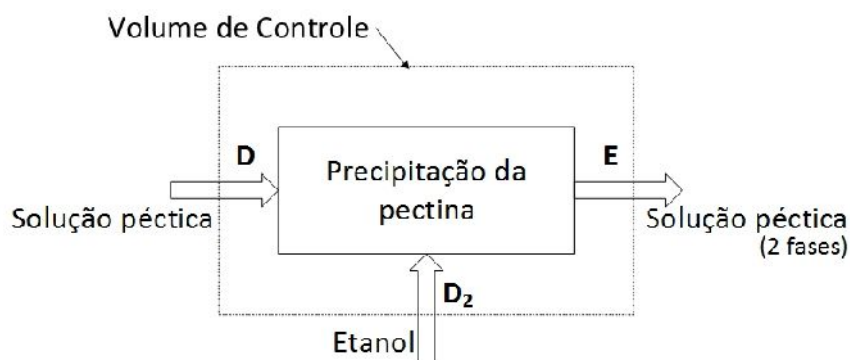 Volume de Controle
D
Precipitação da
pectina
E
Solução péctica
Solução péctica
(2 fases)
D₂
Etanol